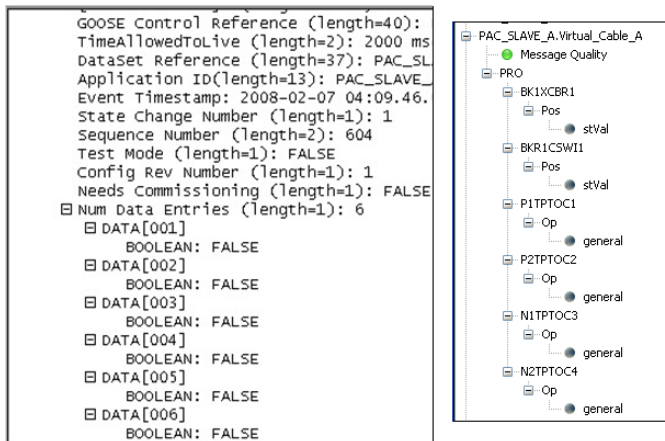 GOOSE Control Reference (length=40):
TimeAllowedToLive (length=2): 2000 ms
DataSet Reference (length=37): PAC_SL
Application ID(length=13): PAC_SLAVE_
Event Timestamp: 2008-02-07 04:09.46.
State Change Number (length=1): 1
Sequence Number (length=2): 604
Test Mode (length=1): FALSE
Config Rev Number (length=1): 1
Needs Commissioning (length=1): FALSE
Num Data Entries (length=1): 6
DATA[001]
BOOLEAN: FALSE
DATA[002]
BOOLEAN: FALSE
DATA[003]
BOOLEAN: FALSE
DATA[004]
BOOLEAN: FALSE
DATA[005]
BOOLEAN: FALSE
DATA[006]
BOOLEAN: FALSE
PAC_SLAVE_A.Virtual_Cable_A
Message Quality
PRO
BK1XCBR1
Pos
stVal
BKR1CSWI1
Pos
stVal
P1TPTOC1
Op
general
P2TPTOC2
Op
general
N1TPTOC3
Op
general
N2TPTOC4
Op
general